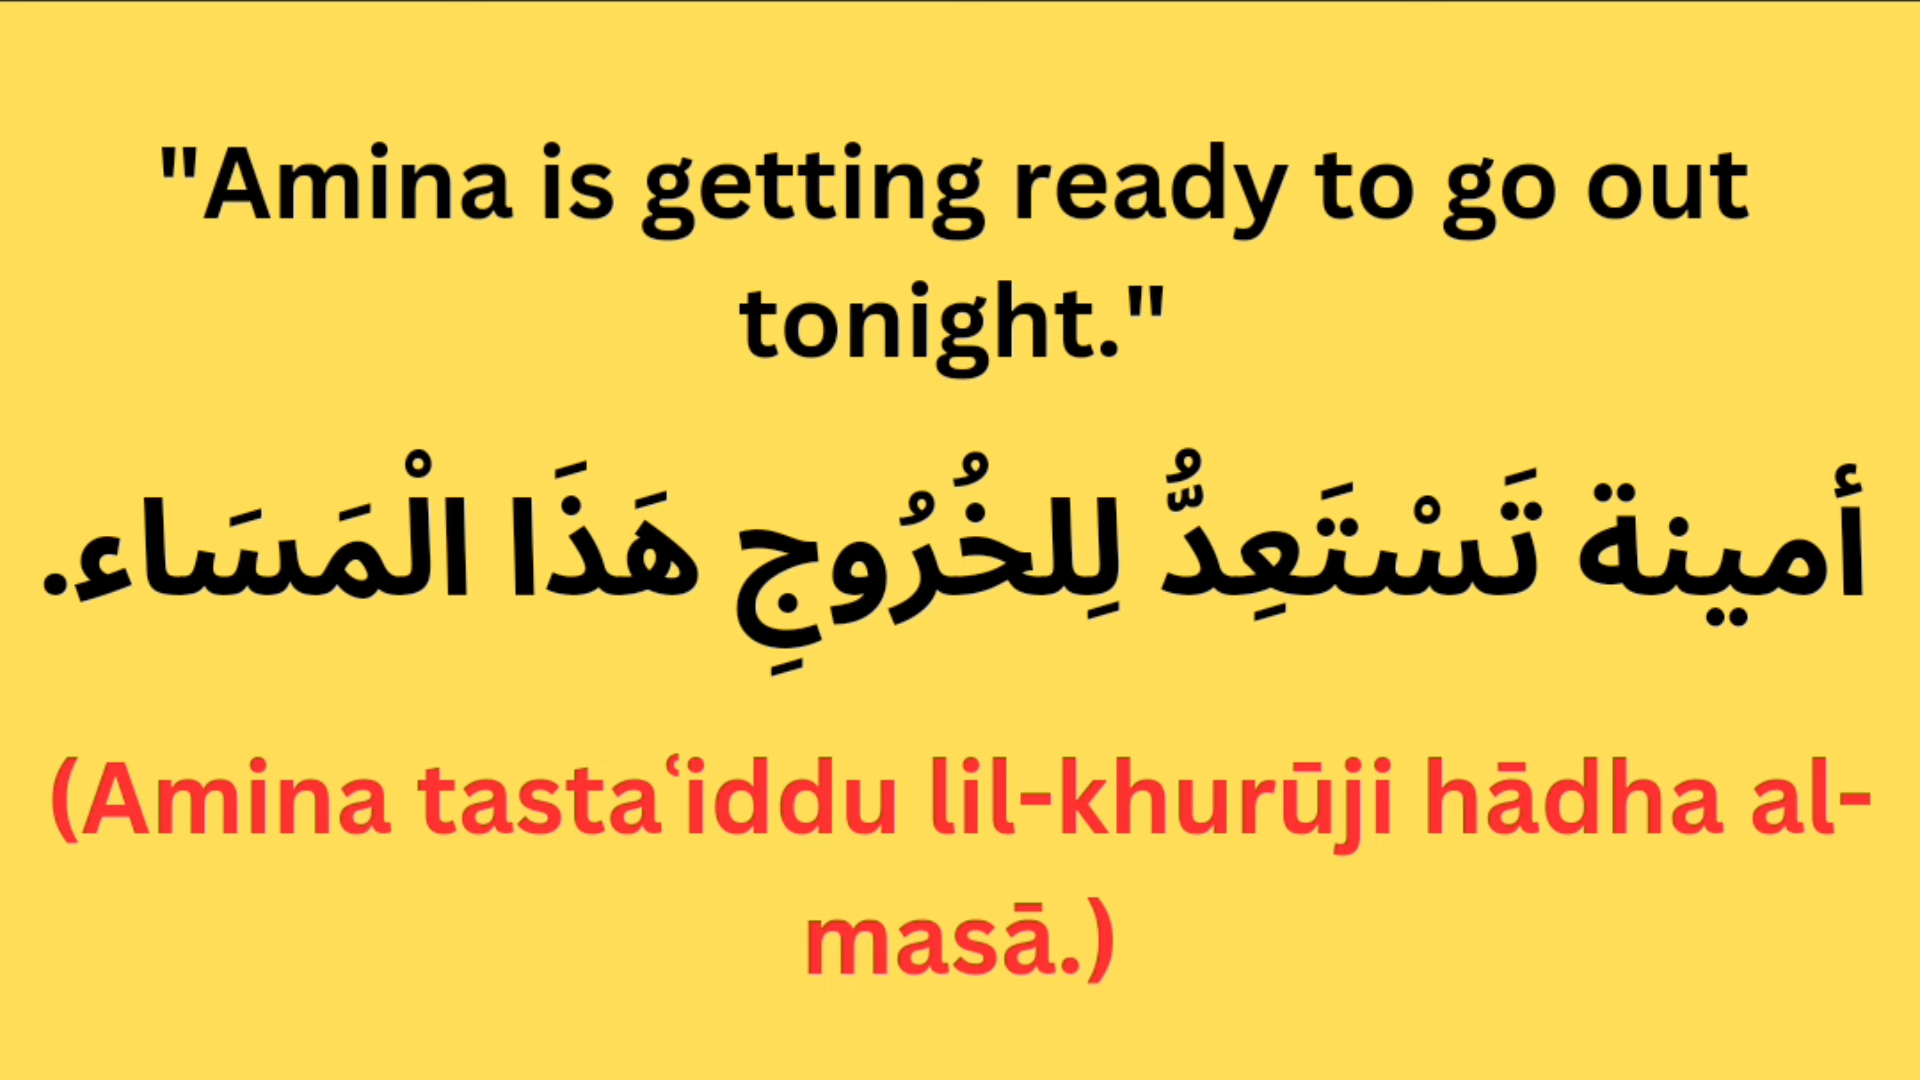 "Amina is getting ready to go out
tonight."
أمينة تَسْتَعِدُّ لِلخُرُوجِ هَذَا الْمَسَاء.
(Amina tastaʿiddu lil-khurūji hādha al-
masā.)